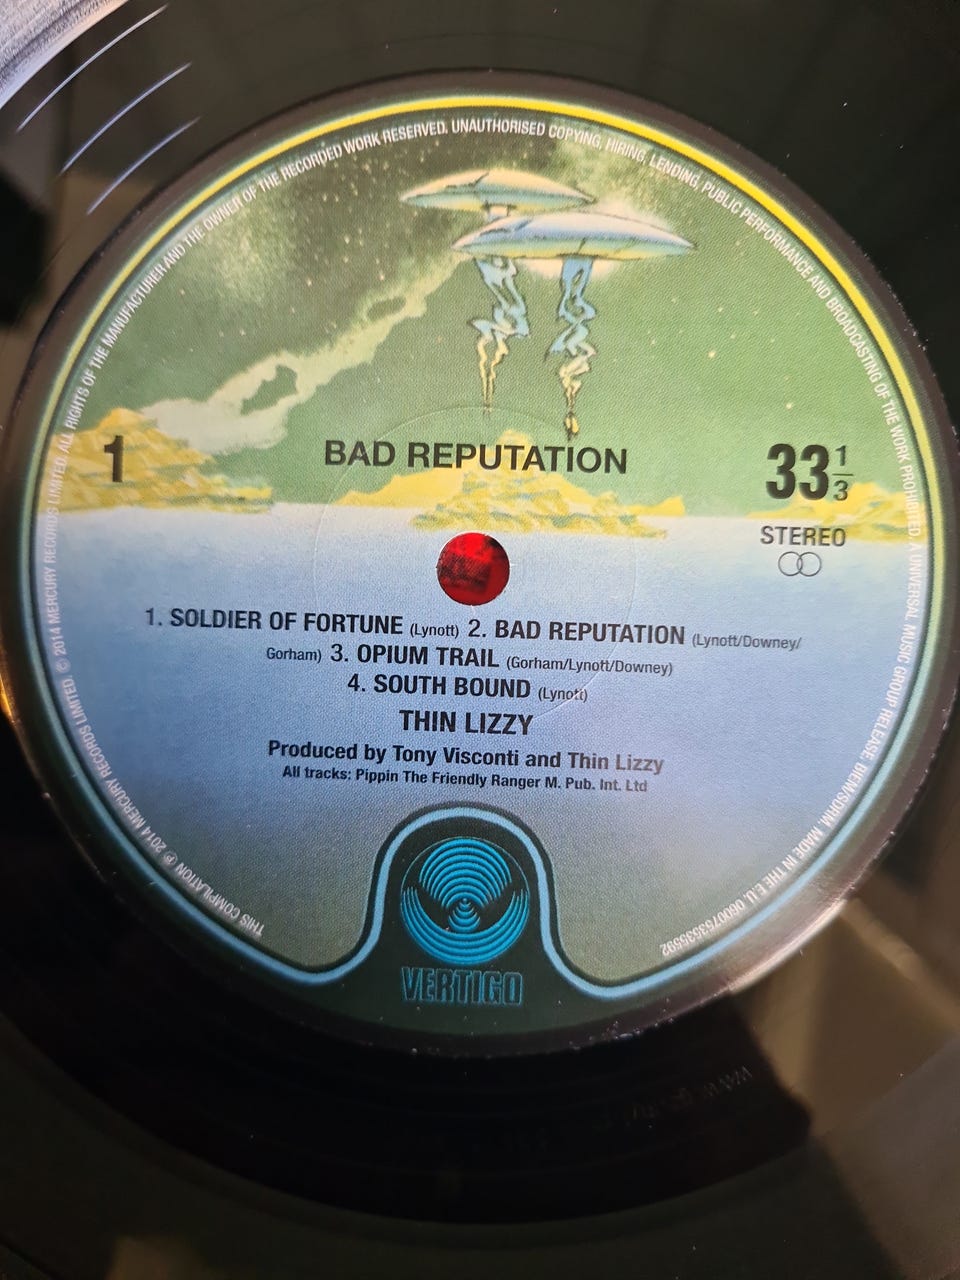 THIS COMPILATION ℗ 2014 MERCURY RECORDS LIMITED. © 2014 MERCURY RECORDS LIMITED. ALL RIGHTS OF THE MANUFACTURER AND THE OWNER OF THE RECORDED WORK RESERVED. UNAUTHORISED COPYING, HIRING, LENDING, PUBLIC PERFORMANCE AND BROADCASTING OF THE WORK PROHIBITED. A UNIVERSAL MUSIC GROUP RELEASE. BIEM/SDRM. MADE IN THE E.U. 0600753535592
1
BAD REPUTATION
33 1/3
STEREO
1. SOLDIER OF FORTUNE (Lynott) 2. BAD REPUTATION (Lynott/Downey/
Gorham) 3. OPIUM TRAIL (Gorham/Lynott/Downey)
4. SOUTH BOUND (Lynott)
THIN LIZZY
Produced by Tony Visconti and Thin Lizzy
All tracks: Pippin The Friendly Ranger M. Pub. Int. Ltd
VERTIGO